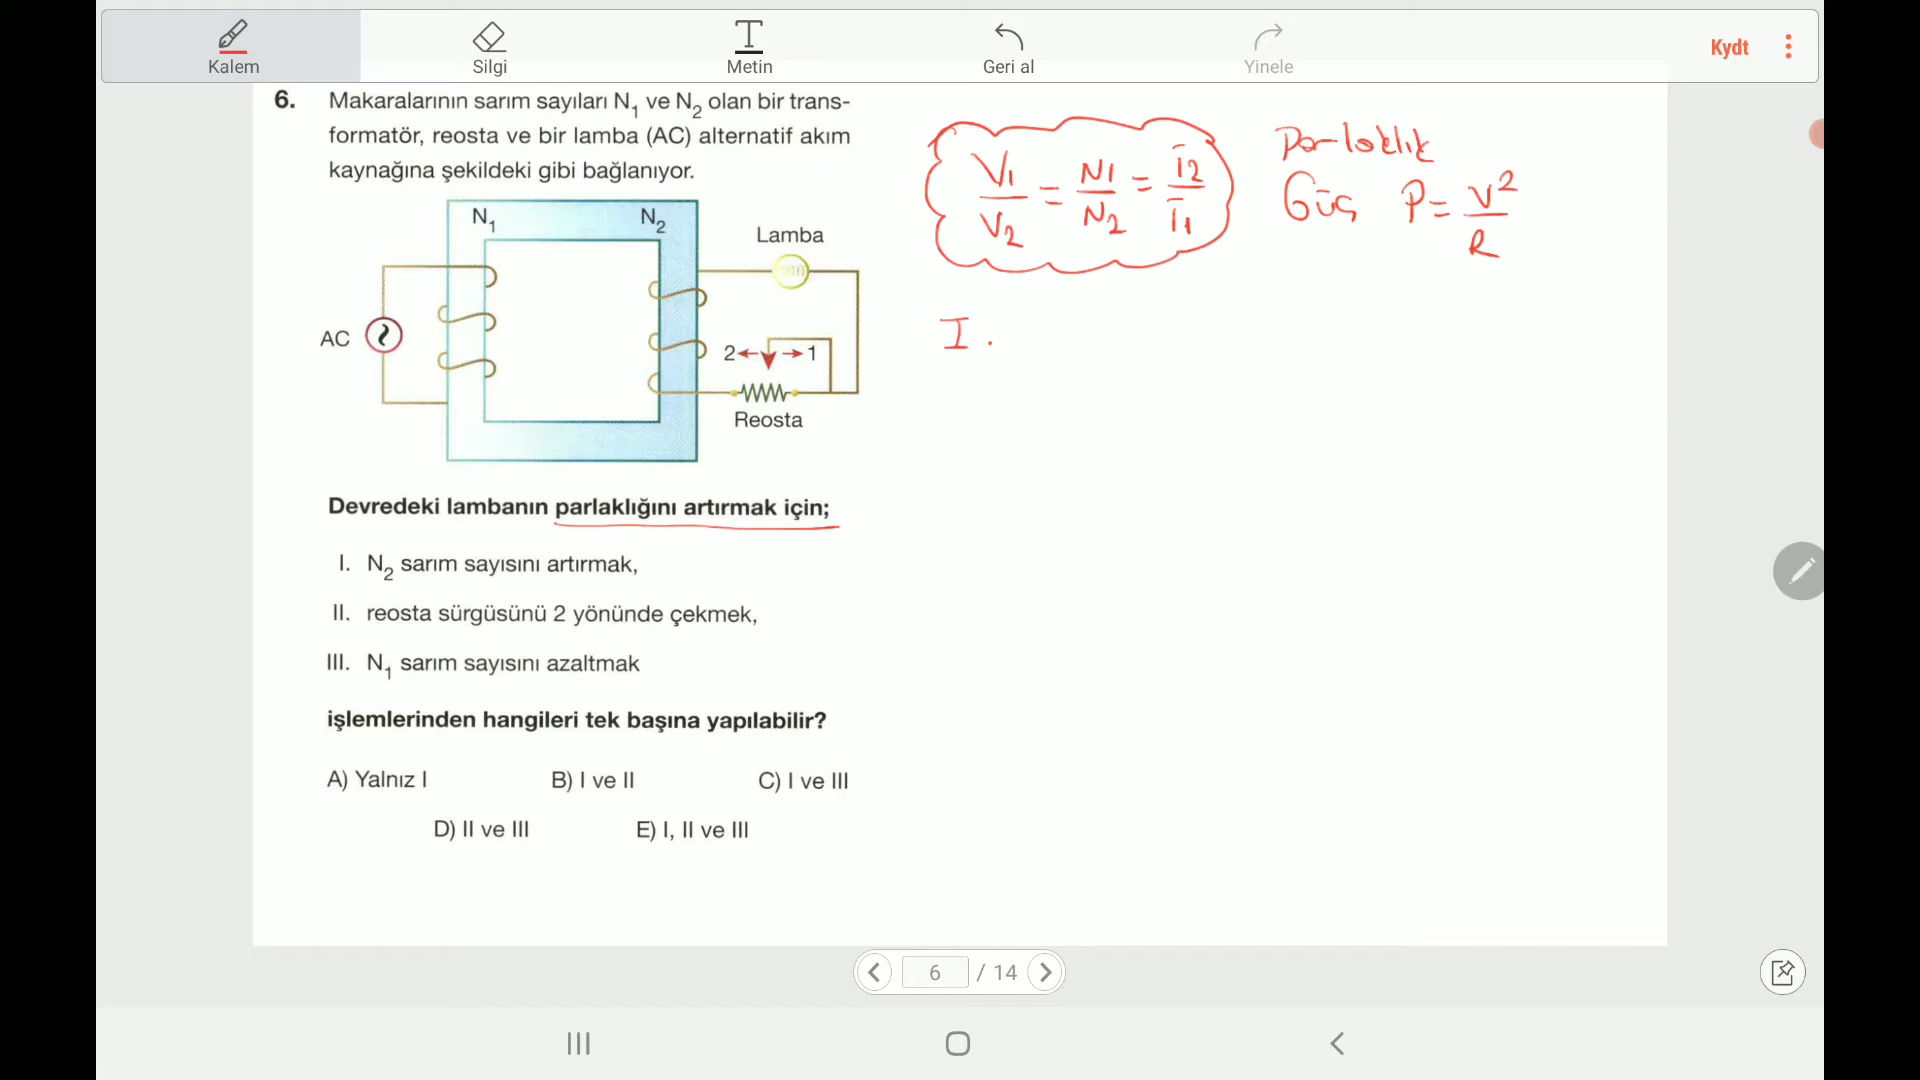 Kalem
Silgi
Metin
Geri al
Yinele
Kydt
6. Makaralarının sarım sayıları N₁ ve N₂ olan bir trans-
formatör, reosta ve bir lamba (AC) alternatif akım
kaynağına şekildeki gibi bağlanıyor.
N₁
N₂
Lamba
AC
2
1
Reosta
Devredeki lambanın parlaklığını artırmak için;
I. N₂ sarım sayısını artırmak,
II. reosta sürgüsünü 2 yönünde çekmek,
III. N₁ sarım sayısını azaltmak
işlemlerinden hangileri tek başına yapılabilir?
A) Yalnız I
B) I ve II
C) I ve III
D) II ve III
E) I, II ve III
V1/V2 = N1/N2 = I2/I1
Parlaklık
Güç P = V²/R
I.
6 / 14